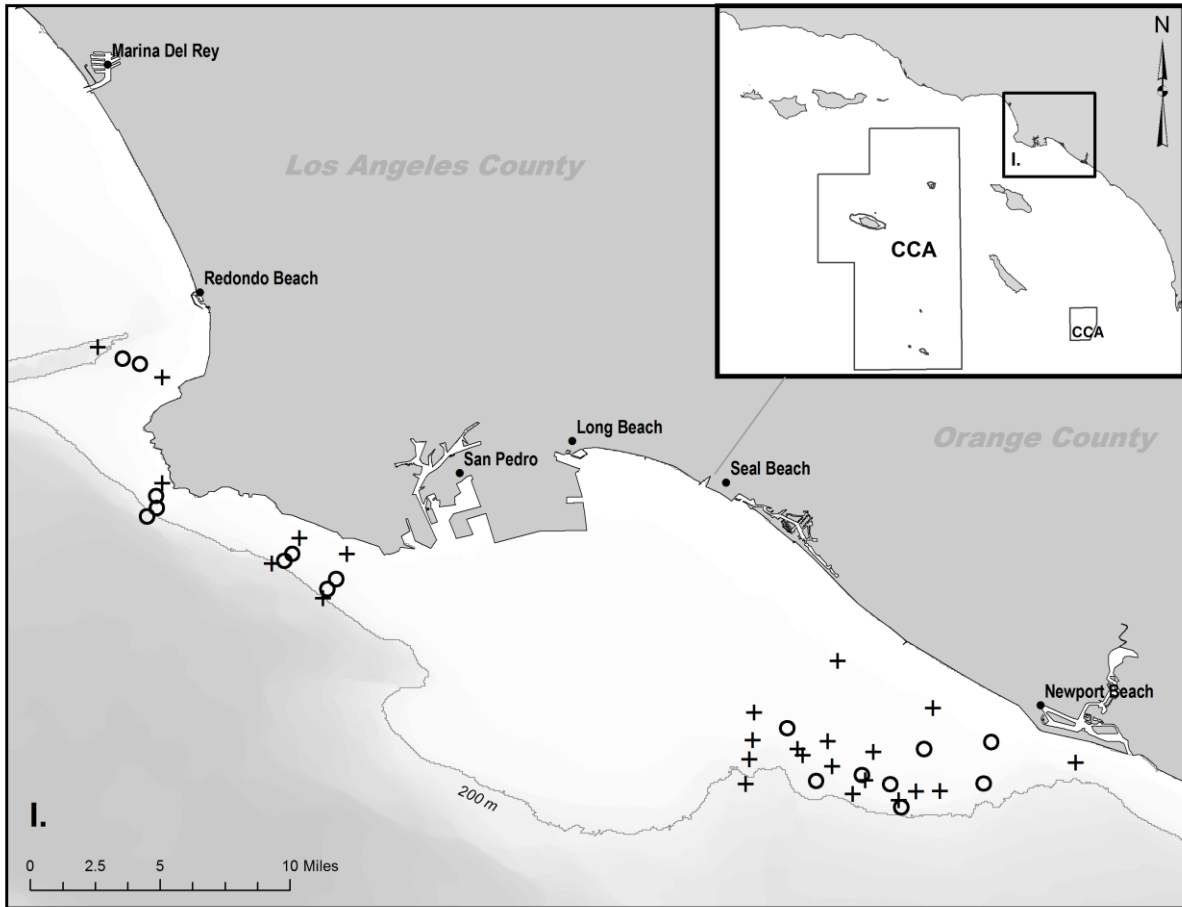 Marina Del Rey
N
Los Angeles County
I.
CCA
Redondo Beach
CCA
Long Beach
Orange County
San Pedro
Seal Beach
Newport Beach
200 m
I.
0 2.5 5 10 Miles